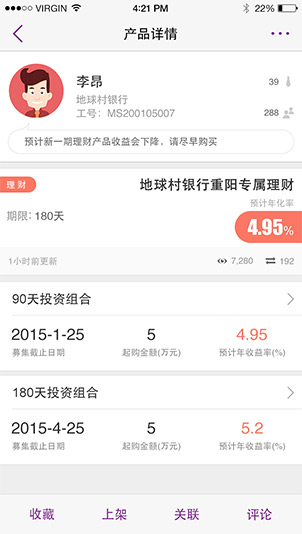 VIRGIN 4:21 PM 22%
产品详情
李昂
39
地球村银行
工号：MS200105007
288
预计新一期理财产品收益会下降，请尽早购买
理财
地球村银行重阳专属理财
预计年化率
期限：180天
4.95%
1小时前更新 7,280 192
90天投资组合
2015-1-25 5 4.95
募集截止日期 起购金额(万元) 预计年收益率(%)
180天投资组合
2015-4-25 5 5.2
募集截止日期 起购金额(万元) 预计年收益率(%)
收藏 上架 关联 评论